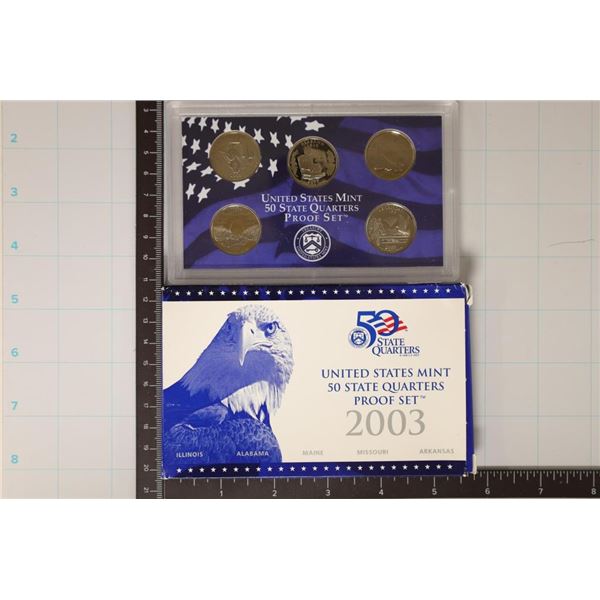 UNITED STATES MINT
50 STATE QUARTERS
PROOF SET™
50
STATE
QUARTERS
UNITED STATES MINT
50 STATE QUARTERS
PROOF SET™
2003
ILLINOIS ALABAMA MAINE MISSOURI ARKANSAS
2
3
4
5
6
7
8
1 2 3 4 5 6 7 8